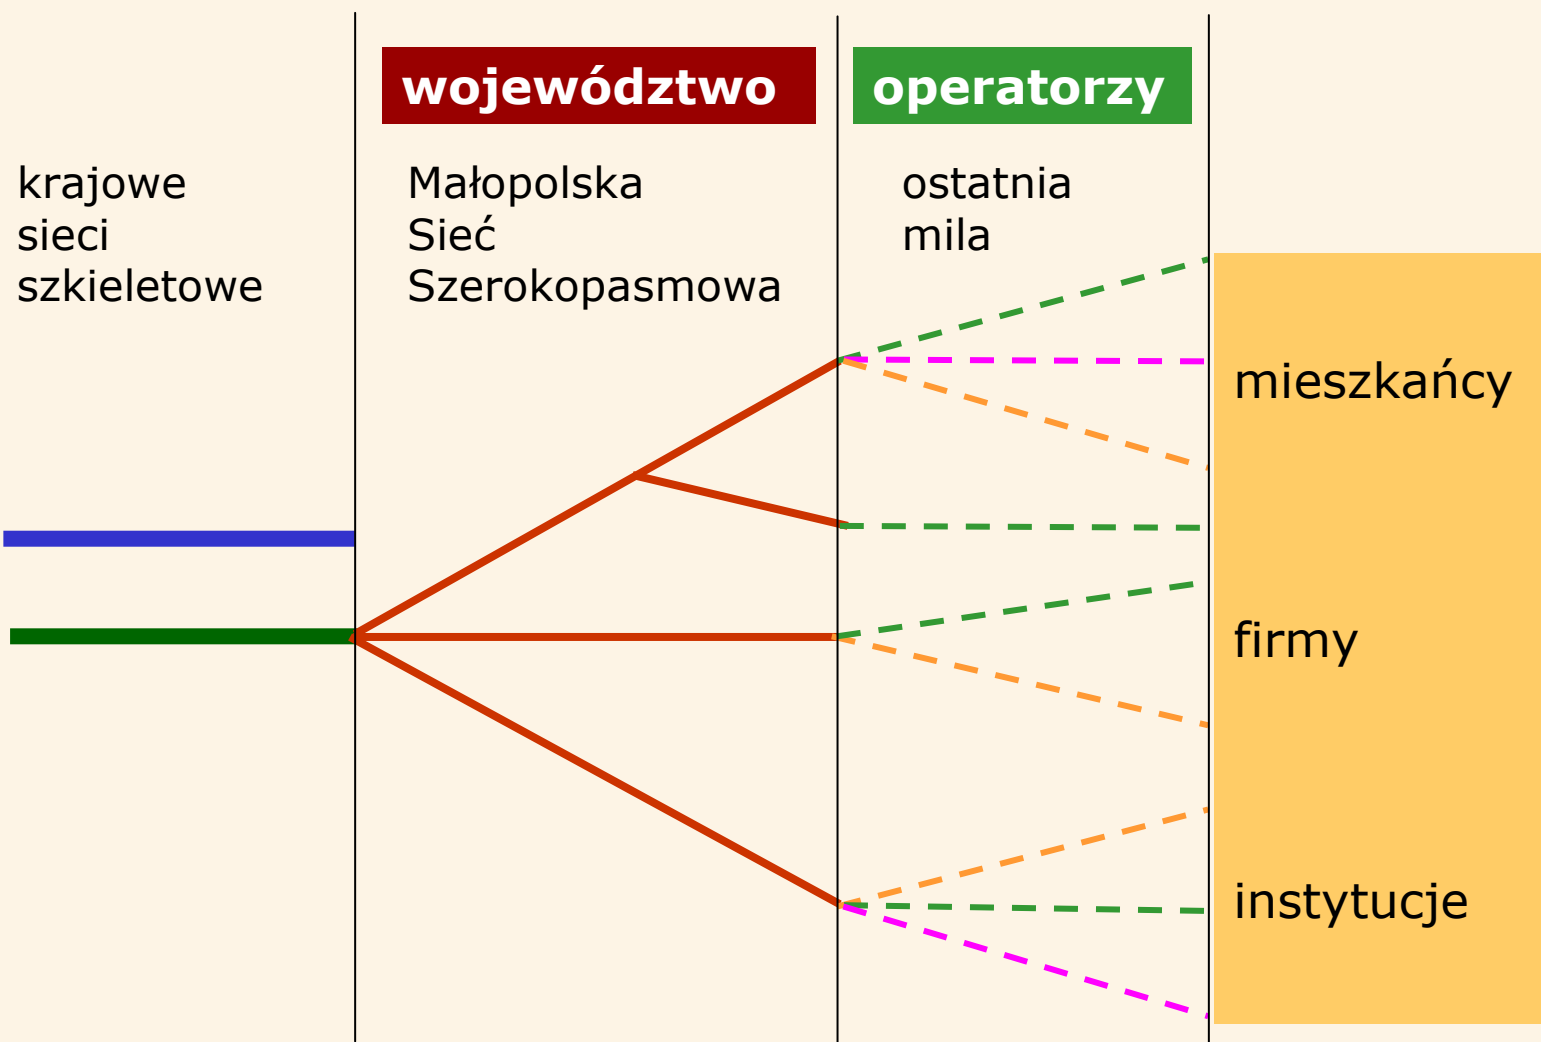 województwo
operatorzy
krajowe
sieci
szkieletowe
Małopolska
Sieć
Szerokopasmowa
ostatnia
mila
mieszkańcy
firmy
instytucje